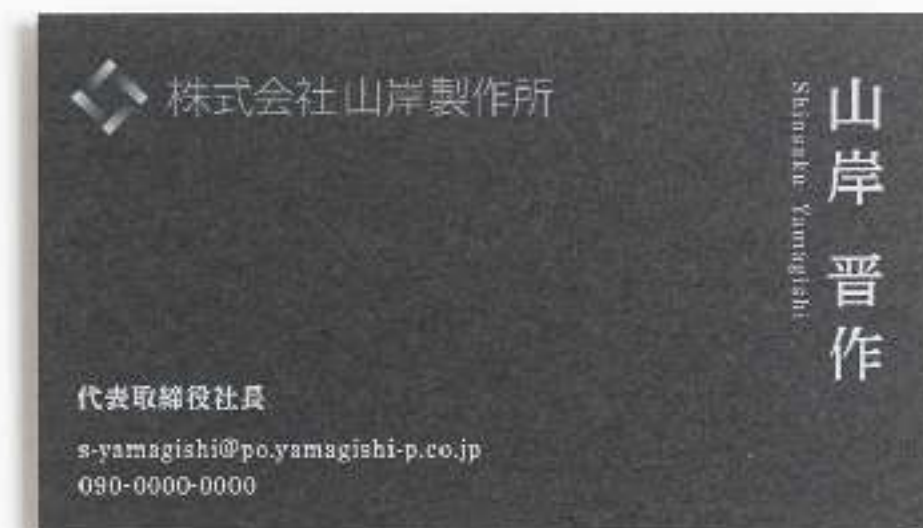 株式会社山岸製作所
山岸 晋作
Shinsaku Yamagishi
代表取締役社長
s-yamagishi@po.yamagishi-p.co.jp
090-0000-0000